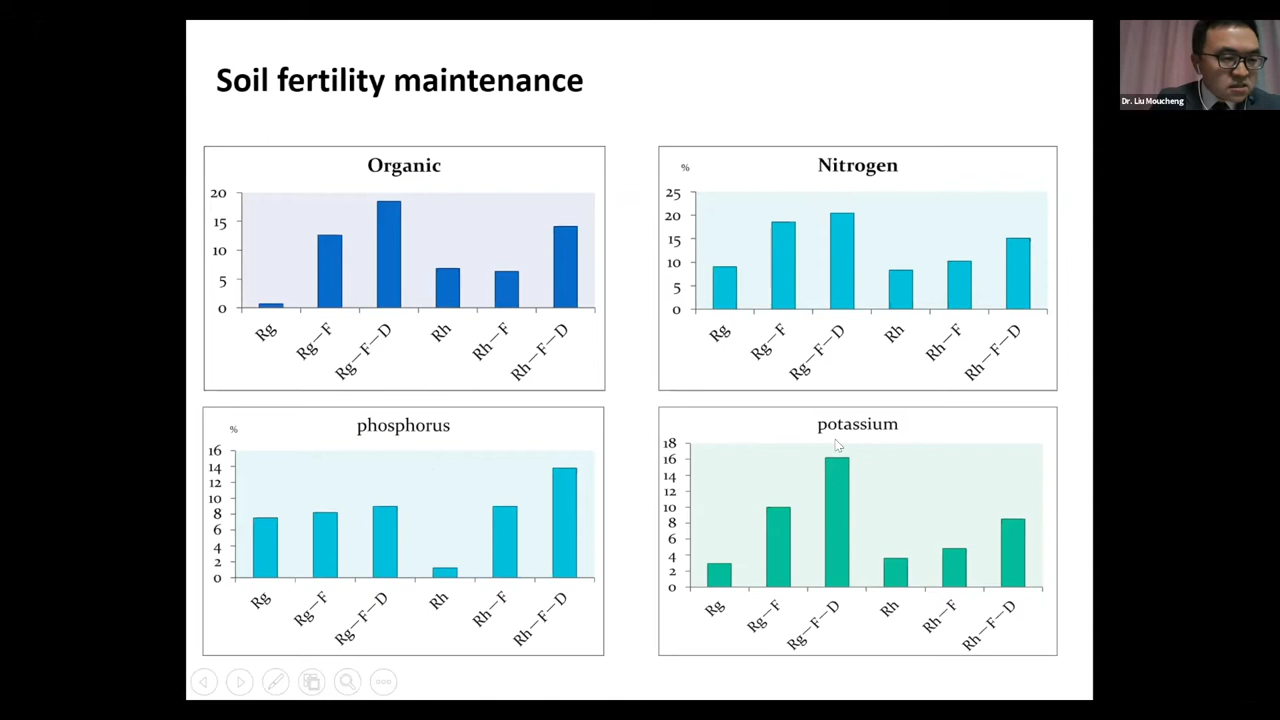 Soil fertility maintenance
Dr. Liu Moucheng
Organic
20
15
10
5
0
Rg
Rg－F
Rg－F－D
Rh
Rh－F
Rh－F－D
%
Nitrogen
25
20
15
10
5
0
Rg
Rg－F
Rg－F－D
Rh
Rh－F
Rh－F－D
%
phosphorus
16
14
12
10
8
6
4
2
0
Rg
Rg－F
Rg－F－D
Rh
Rh－F
Rh－F－D
potassium
18
16
14
12
10
8
6
4
2
0
Rg
Rg－F
Rg－F－D
Rh
Rh－F
Rh－F－D